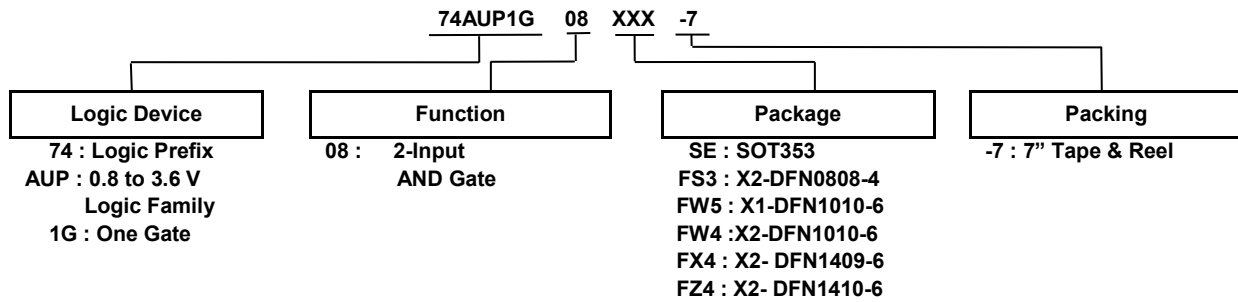 74AUP1G 08 XXX -7
Logic Device
74 : Logic Prefix
AUP : 0.8 to 3.6 V
Logic Family
1G : One Gate
Function
08 : 2-Input
AND Gate
Package
SE : SOT353
FS3 : X2-DFN0808-4
FW5 : X1-DFN1010-6
FW4 :X2-DFN1010-6
FX4 : X2- DFN1409-6
FZ4 : X2- DFN1410-6
Packing
-7 : 7” Tape & Reel